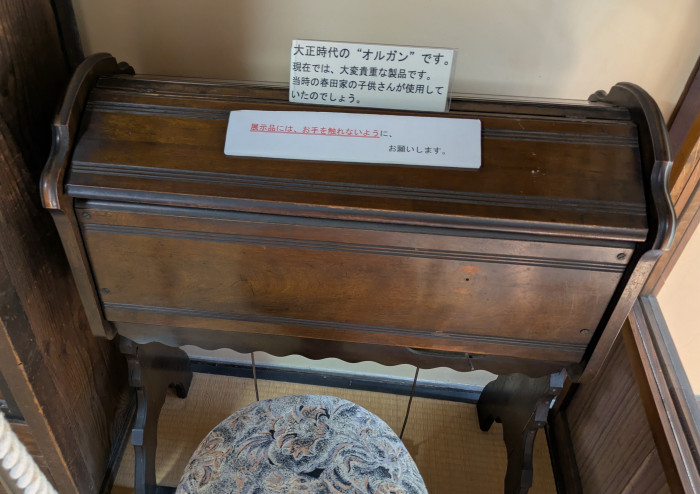 大正時代の“オルガン”です。
現在では、大変貴重な製品です。
当時の春田家の子供さんが使用して
いたのでしょう。
展示品には、お手を触れないように、
お願いします。